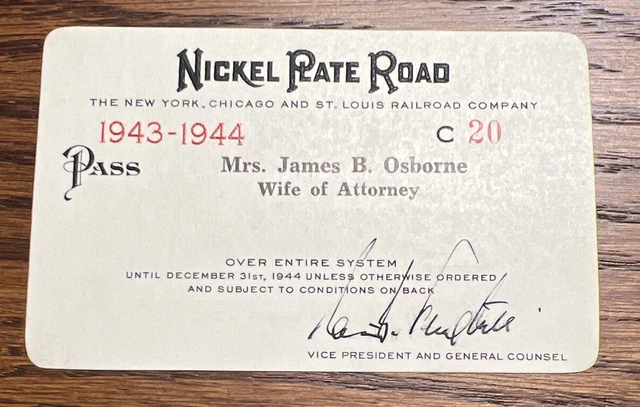 NICKEL PLATE ROAD
THE NEW YORK, CHICAGO AND ST. LOUIS RAILROAD COMPANY
1943-1944 C 20
PASS Mrs. James B. Osborne
Wife of Attorney
OVER ENTIRE SYSTEM
UNTIL DECEMBER 31ST, 1944 UNLESS OTHERWISE ORDERED
AND SUBJECT TO CONDITIONS ON BACK
VICE PRESIDENT AND GENERAL COUNSEL